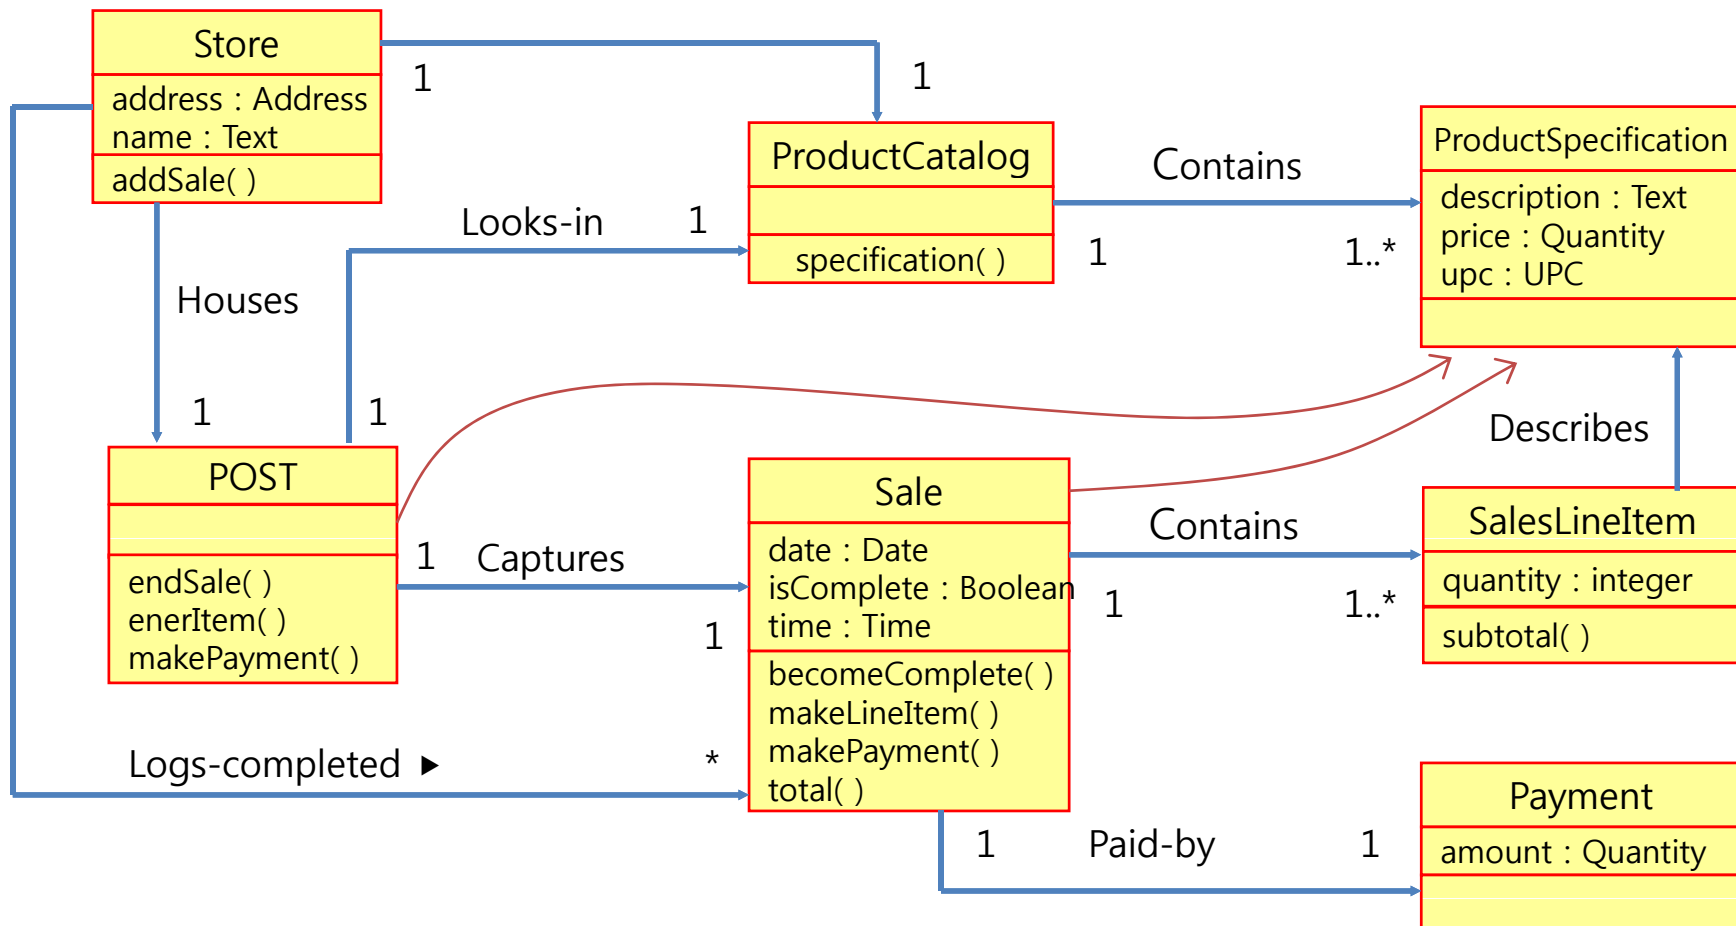 Store
address : Address
name : Text
addSale( )
1
1
ProductCatalog
specification( )
Contains
1
1..*
ProductSpecification
description : Text
price : Quantity
upc : UPC
Looks-in
1
1
Houses
1
POST
endSale( )
enerItem( )
makePayment( )
1
Captures
1
Sale
date : Date
isComplete : Boolean
time : Time
becomeComplete( )
makeLineItem( )
makePayment( )
total( )
Contains
1
1..*
Describes
SalesLineItem
quantity : integer
subtotal( )
Logs-completed ►
*
1
Paid-by
1
Payment
amount : Quantity